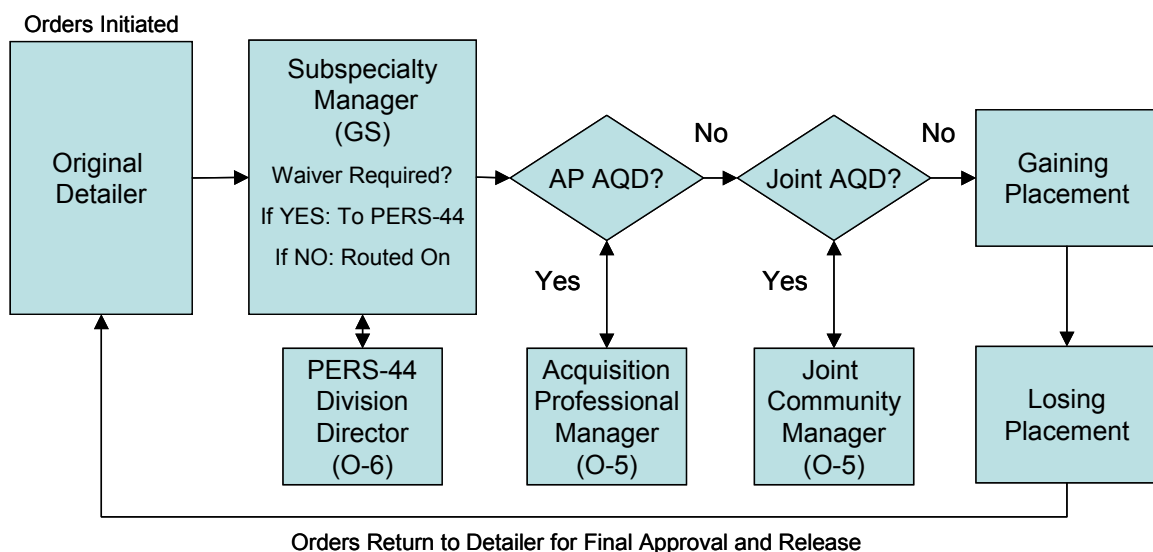 Orders Initiated
Original
Detailer
Subspecialty
Manager
(GS)
Waiver Required?
If YES: To PERS-44
If NO: Routed On
AP AQD?
No
Joint AQD?
No
Gaining
Placement
Yes
Yes
PERS-44
Division
Director
(O-6)
Acquisition
Professional
Manager
(O-5)
Joint
Community
Manager
(O-5)
Losing
Placement
Orders Return to Detailer for Final Approval and Release